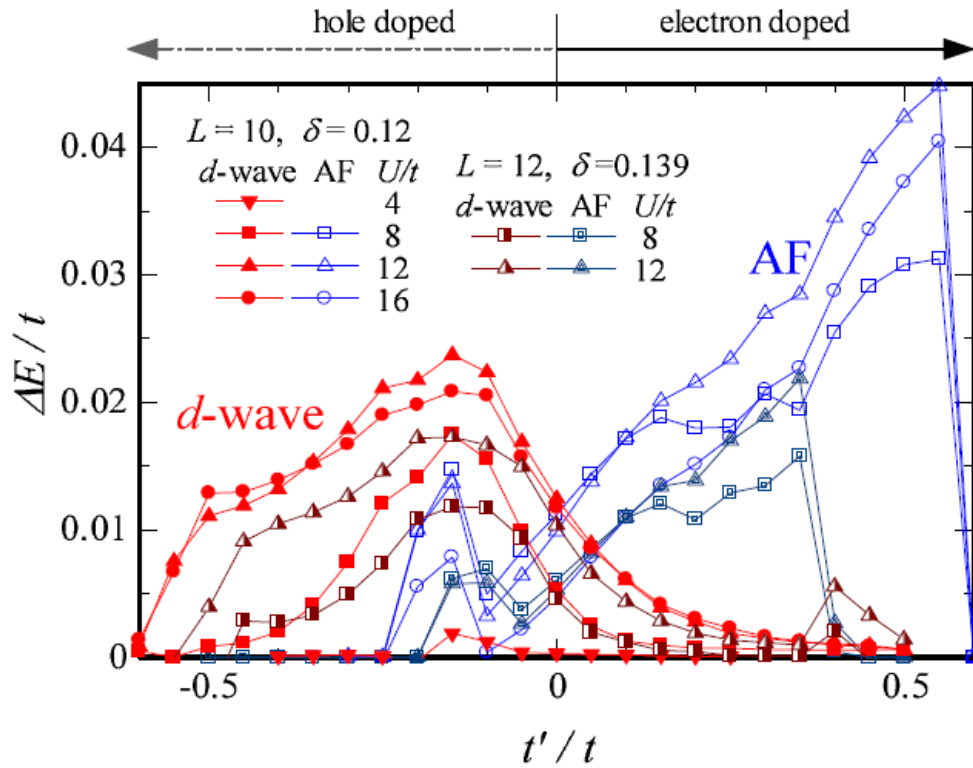 hole doped electron doped
L = 10, δ = 0.12
d-wave AF U/t
4
8
12
16
L = 12, δ=0.139
d-wave AF U/t
8
12
AF
d-wave
ΔE / t
0.04
0.03
0.02
0.01
0
-0.5 0 0.5
t' / t